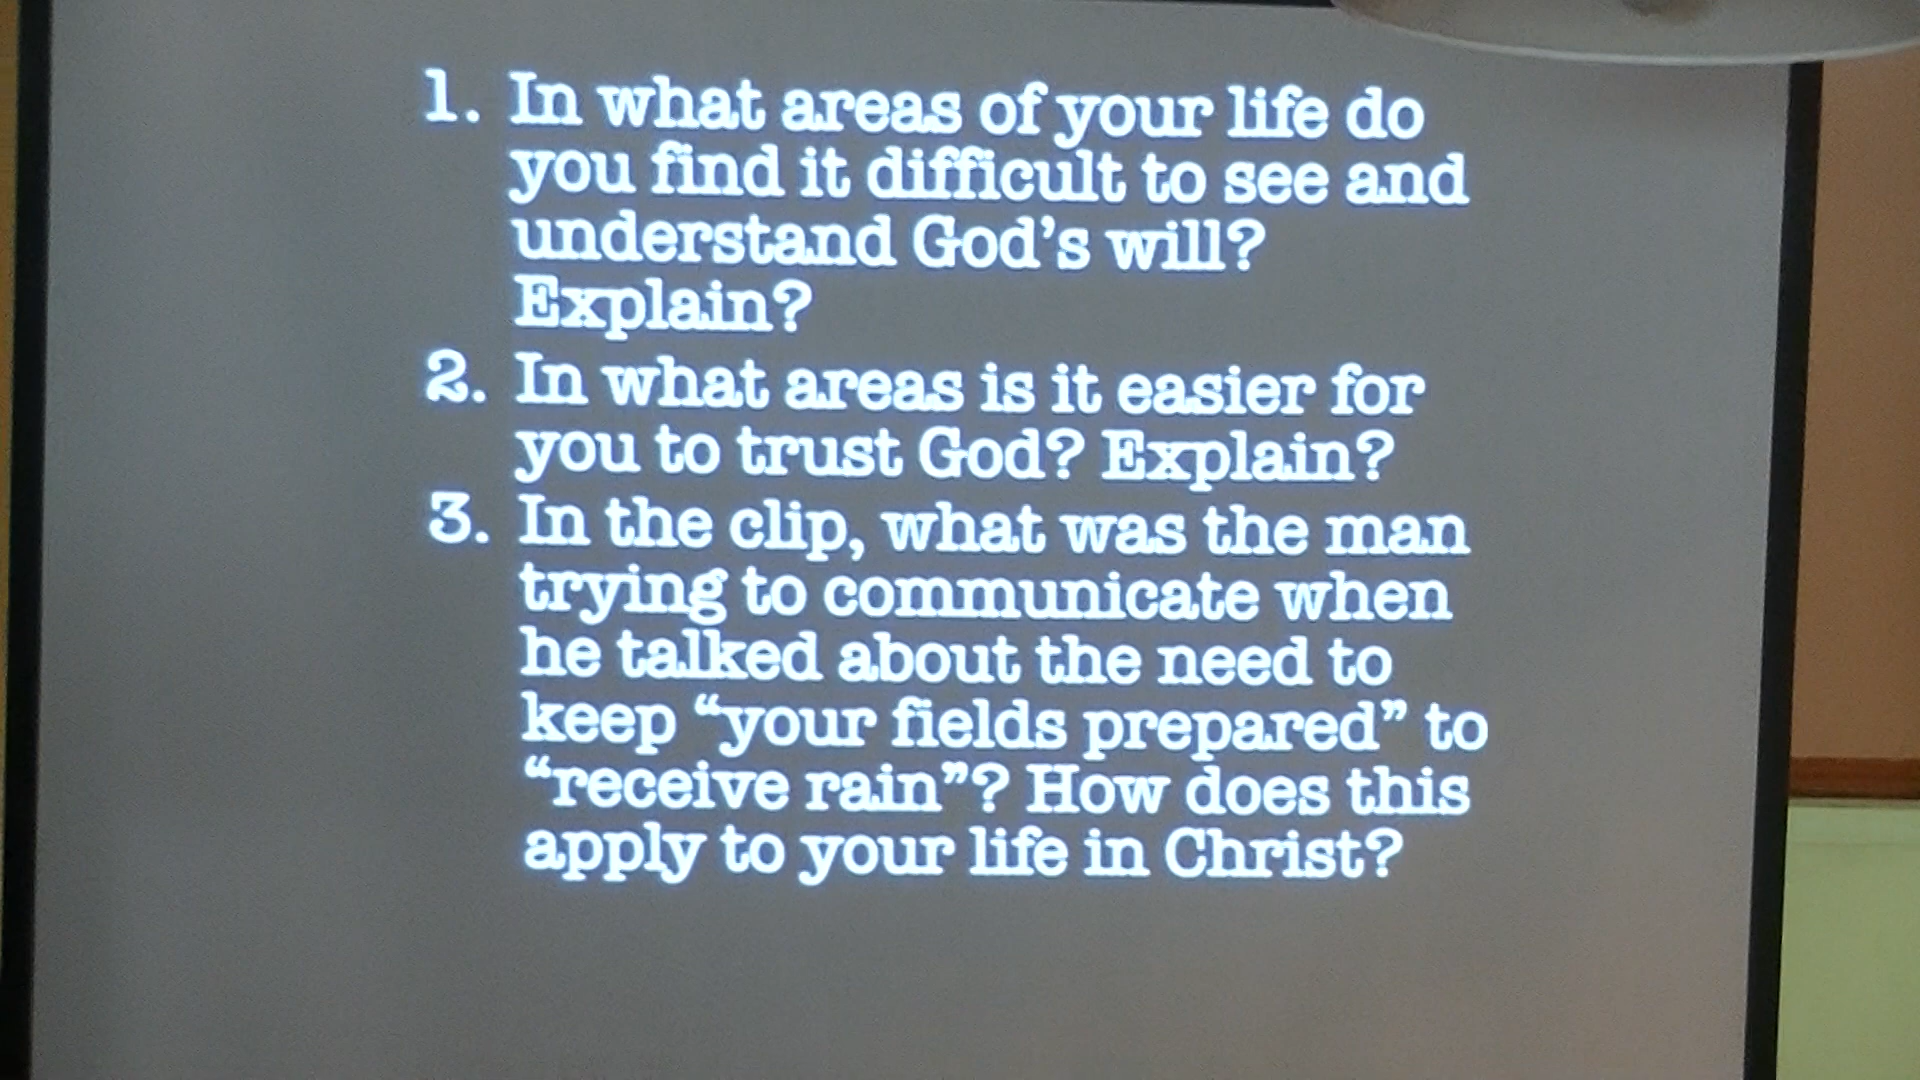 1. In what areas of your life do
you find it difficult to see and
understand God's will?
Explain?
2. In what areas is it easier for
you to trust God? Explain?
3. In the clip, what was the man
trying to communicate when
he talked about the need to
keep “your fields prepared” to
“receive rain”? How does this
apply to your life in Christ?